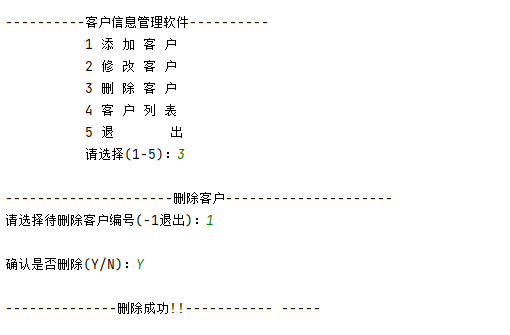 ----------客户信息管理软件----------
1 添 加 客 户
2 修 改 客 户
3 删 除 客 户
4 客 户 列 表
5 退       出
请选择(1-5)：3
---------------------删除客户---------------------
请选择待删除客户编号(-1退出)：1
确认是否删除(Y/N)：Y
--------------删除成功!!----------- -----